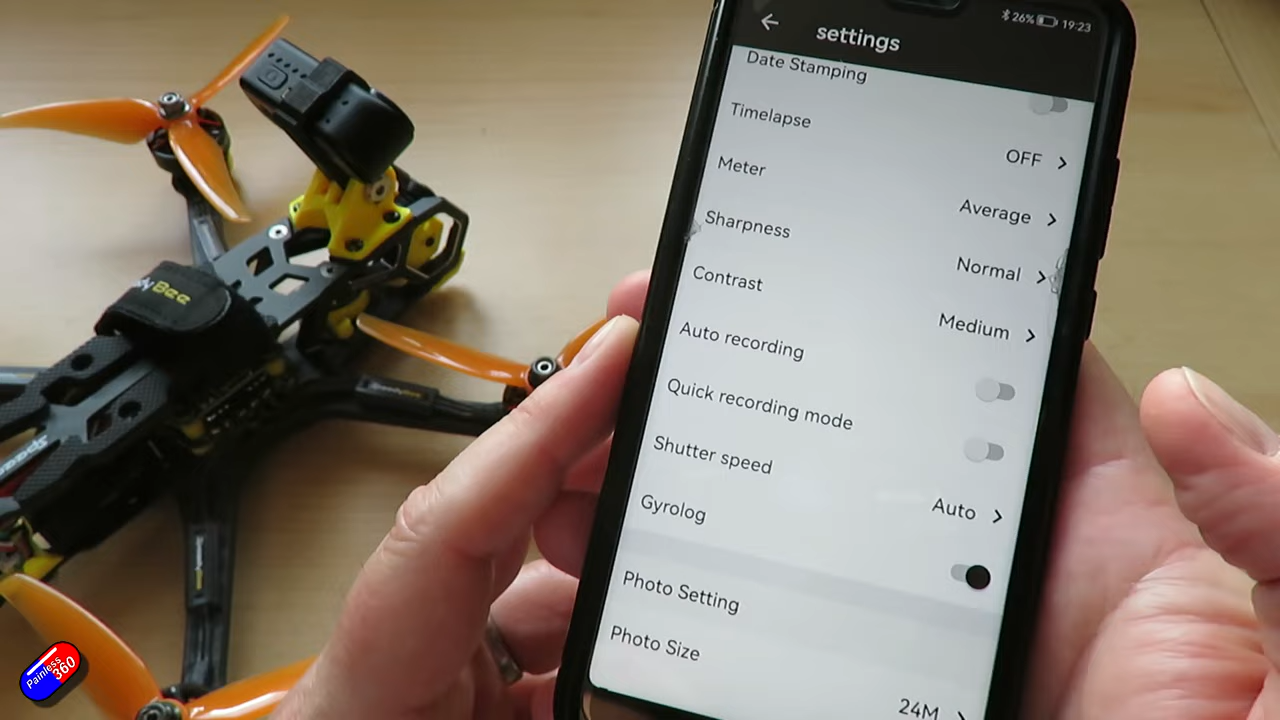 26% 19:23
settings
Date Stamping
Timelapse
OFF
Meter
Average
Sharpness
Normal
Contrast
Medium
Auto recording
Quick recording mode
Shutter speed
Auto
Gyrolog
Photo Setting
Photo Size
24M
Bee
Painless
360